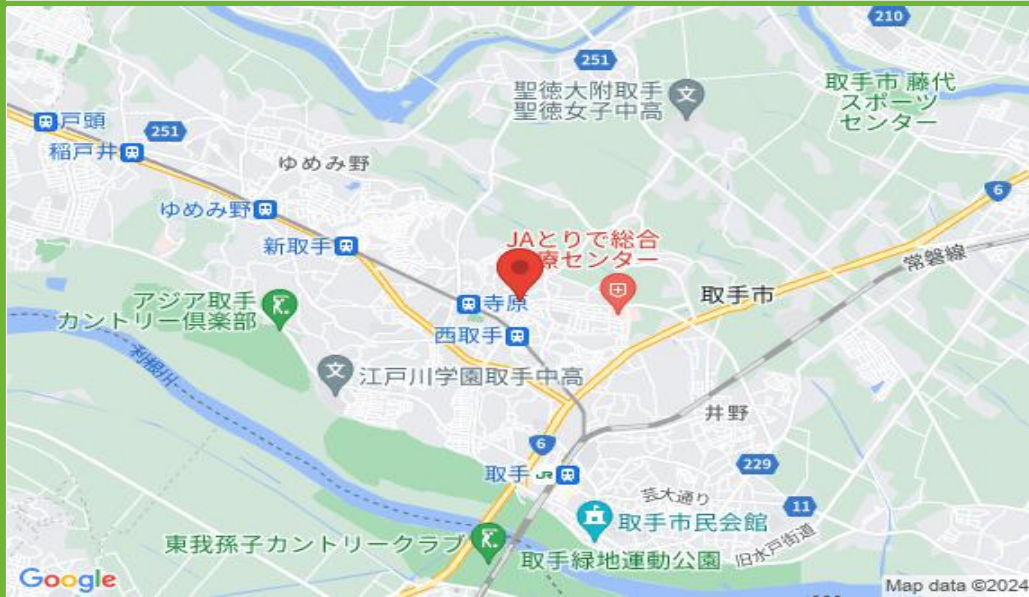 210
251
聖徳大附取手
聖徳女子中高
取手市 藤代
スポーツ
センター
戸頭
251
稲戸井
ゆめみ野
6
ゆめみ野
新取手
JAとりで総合
療センター
常磐線
取手市
寺原
アジア取手
カントリー倶楽部
西取手
利根川
江戸川学園取手中高
井野
6
229
取手 JR
芸大通り
11
取手市民会館
旧水戸街道
東我孫子カントリークラブ
取手緑地運動公園
Google
Map data ©2024